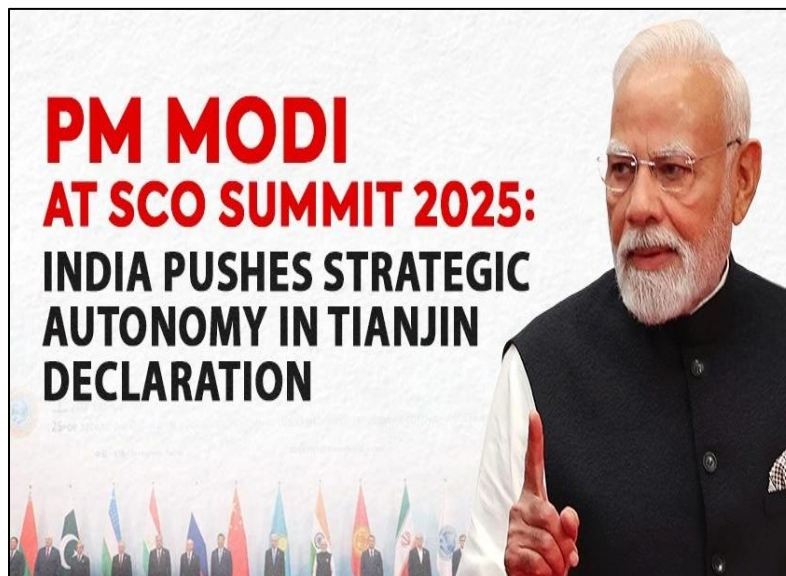 PM MODI
AT SCO SUMMIT 2025:
INDIA PUSHES STRATEGIC
AUTONOMY IN TIANJIN
DECLARATION